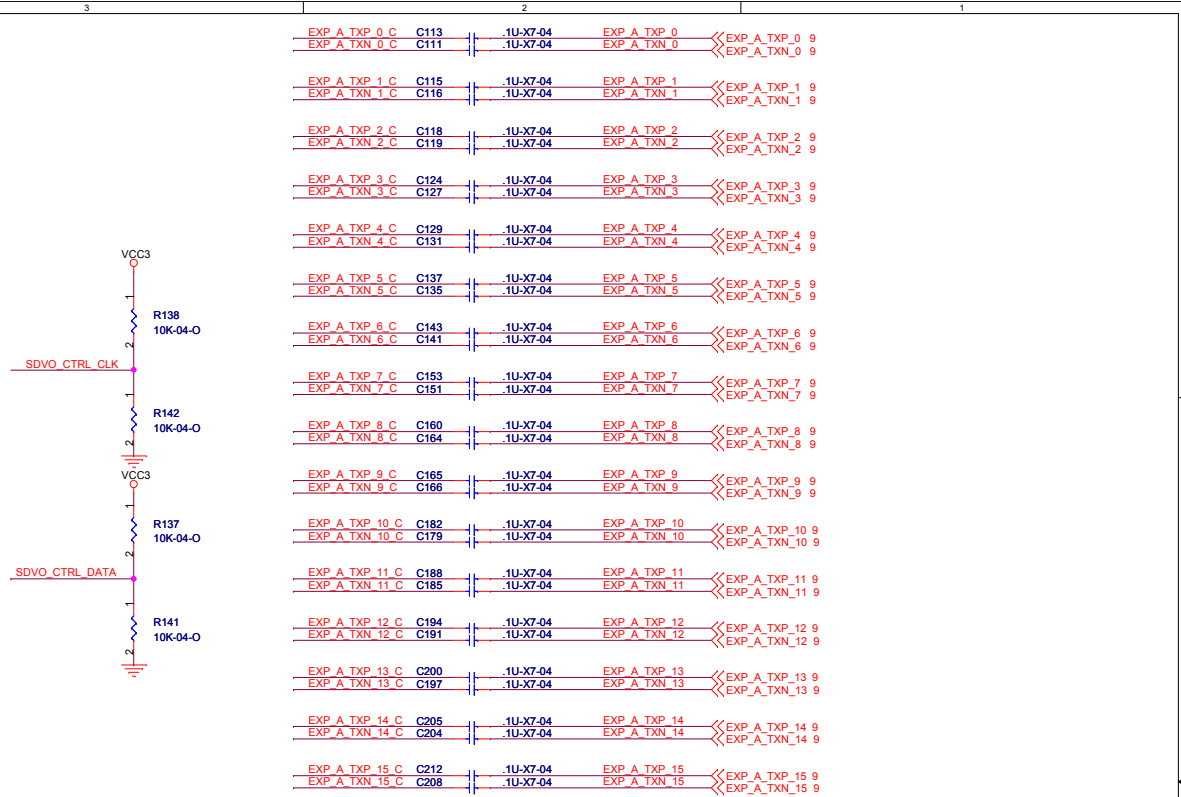 3 2 1
EXP_A_TXP_0_C C113 .1U-X7-04 EXP_A_TXP_0 EXP_A_TXP_0 9
EXP_A_TXN_0_C C111 .1U-X7-04 EXP_A_TXN_0 EXP_A_TXN_0 9
EXP_A_TXP_1_C C115 .1U-X7-04 EXP_A_TXP_1 EXP_A_TXP_1 9
EXP_A_TXN_1_C C116 .1U-X7-04 EXP_A_TXN_1 EXP_A_TXN_1 9
EXP_A_TXP_2_C C118 .1U-X7-04 EXP_A_TXP_2 EXP_A_TXP_2 9
EXP_A_TXN_2_C C119 .1U-X7-04 EXP_A_TXN_2 EXP_A_TXN_2 9
EXP_A_TXP_3_C C124 .1U-X7-04 EXP_A_TXP_3 EXP_A_TXP_3 9
EXP_A_TXN_3_C C127 .1U-X7-04 EXP_A_TXN_3 EXP_A_TXN_3 9
EXP_A_TXP_4_C C129 .1U-X7-04 EXP_A_TXP_4 EXP_A_TXP_4 9
EXP_A_TXN_4_C C131 .1U-X7-04 EXP_A_TXN_4 EXP_A_TXN_4 9
EXP_A_TXP_5_C C137 .1U-X7-04 EXP_A_TXP_5 EXP_A_TXP_5 9
EXP_A_TXN_5_C C135 .1U-X7-04 EXP_A_TXN_5 EXP_A_TXN_5 9
EXP_A_TXP_6_C C143 .1U-X7-04 EXP_A_TXP_6 EXP_A_TXP_6 9
EXP_A_TXN_6_C C141 .1U-X7-04 EXP_A_TXN_6 EXP_A_TXN_6 9
EXP_A_TXP_7_C C153 .1U-X7-04 EXP_A_TXP_7 EXP_A_TXP_7 9
EXP_A_TXN_7_C C151 .1U-X7-04 EXP_A_TXN_7 EXP_A_TXN_7 9
EXP_A_TXP_8_C C160 .1U-X7-04 EXP_A_TXP_8 EXP_A_TXP_8 9
EXP_A_TXN_8_C C164 .1U-X7-04 EXP_A_TXN_8 EXP_A_TXN_8 9
EXP_A_TXP_9_C C165 .1U-X7-04 EXP_A_TXP_9 EXP_A_TXP_9 9
EXP_A_TXN_9_C C166 .1U-X7-04 EXP_A_TXN_9 EXP_A_TXN_9 9
EXP_A_TXP_10_C C182 .1U-X7-04 EXP_A_TXP_10 EXP_A_TXP_10 9
EXP_A_TXN_10_C C179 .1U-X7-04 EXP_A_TXN_10 EXP_A_TXN_10 9
EXP_A_TXP_11_C C188 .1U-X7-04 EXP_A_TXP_11 EXP_A_TXP_11 9
EXP_A_TXN_11_C C185 .1U-X7-04 EXP_A_TXN_11 EXP_A_TXN_11 9
EXP_A_TXP_12_C C194 .1U-X7-04 EXP_A_TXP_12 EXP_A_TXP_12 9
EXP_A_TXN_12_C C191 .1U-X7-04 EXP_A_TXN_12 EXP_A_TXN_12 9
EXP_A_TXP_13_C C200 .1U-X7-04 EXP_A_TXP_13 EXP_A_TXP_13 9
EXP_A_TXN_13_C C197 .1U-X7-04 EXP_A_TXN_13 EXP_A_TXN_13 9
EXP_A_TXP_14_C C205 .1U-X7-04 EXP_A_TXP_14 EXP_A_TXP_14 9
EXP_A_TXN_14_C C204 .1U-X7-04 EXP_A_TXN_14 EXP_A_TXN_14 9
EXP_A_TXP_15_C C212 .1U-X7-04 EXP_A_TXP_15 EXP_A_TXP_15 9
EXP_A_TXN_15_C C208 .1U-X7-04 EXP_A_TXN_15 EXP_A_TXN_15 9
VCC3
1
R138
10K-04-O
2
SDVO_CTRL_CLK
1
R142
10K-04-O
2
VCC3
1
R137
10K-04-O
2
SDVO_CTRL_DATA
1
R141
10K-04-O
2